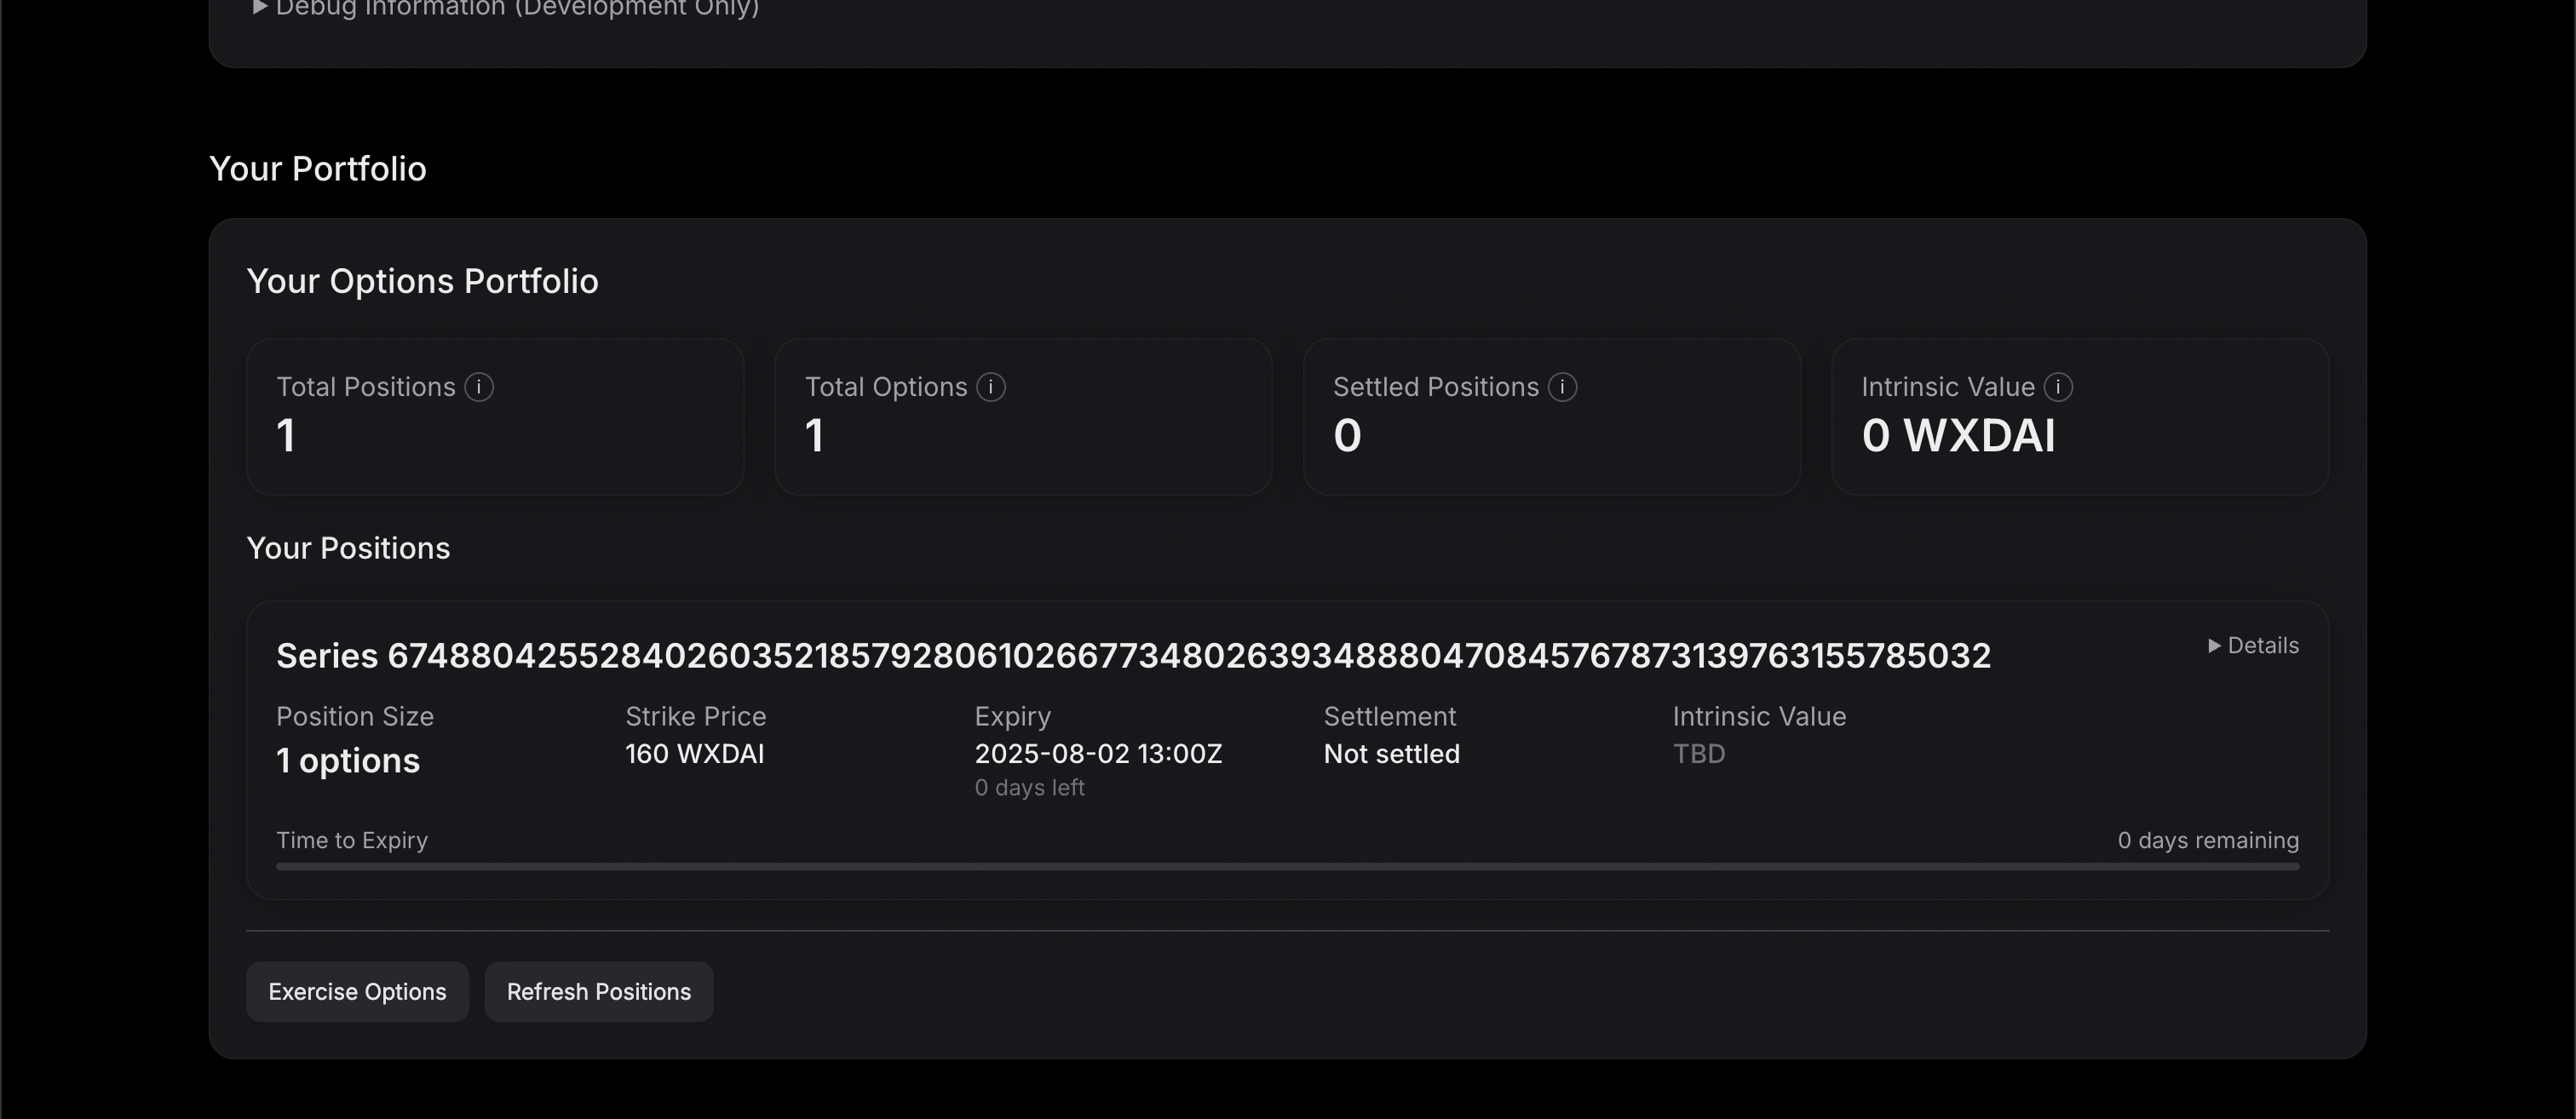 Debug Information (Development Only)
Your Portfolio
Your Options Portfolio
Total Positions i
1
Total Options i
1
Settled Positions i
0
Intrinsic Value i
0 WXDAI
Your Positions
Series 67488042552840260352185792806102667734802639348880470845767873139763155785032
Details
Position Size
1 options
Strike Price
160 WXDAI
Expiry
2025-08-02 13:00Z
0 days left
Settlement
Not settled
Intrinsic Value
TBD
Time to Expiry
0 days remaining
Exercise Options
Refresh Positions